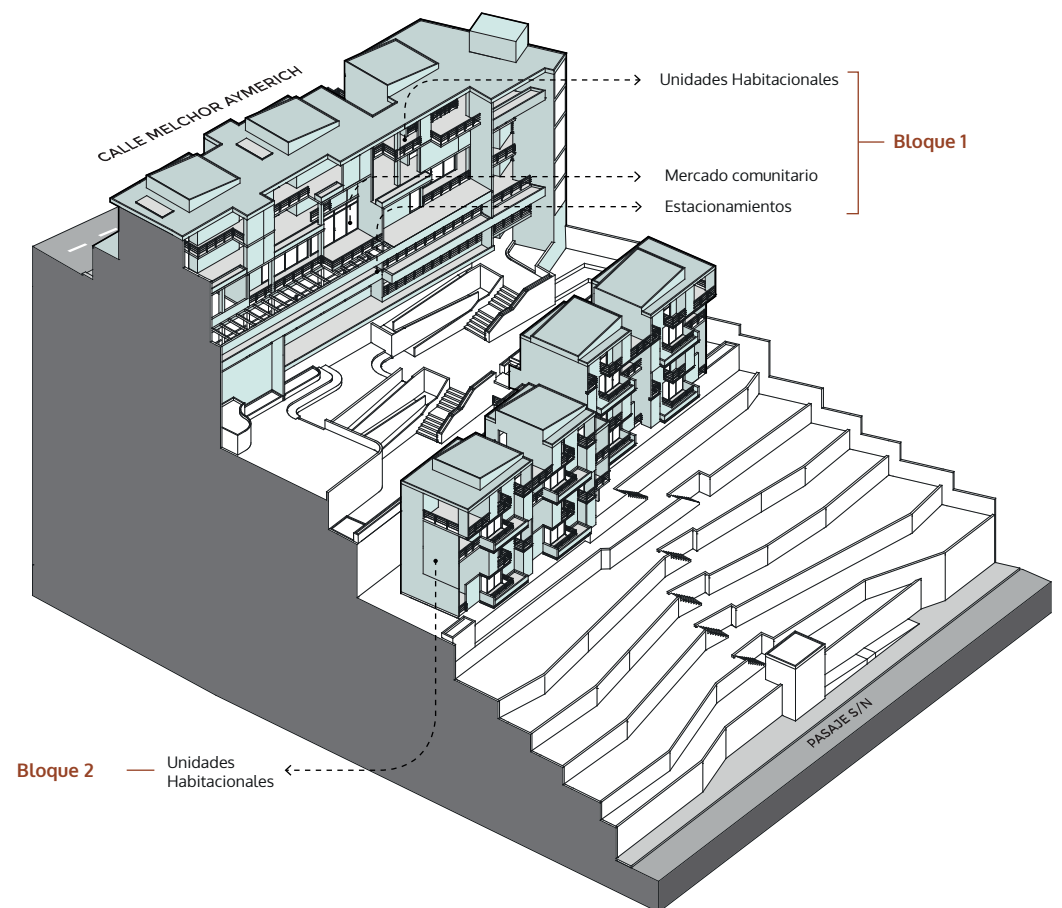 CALLE MELCHOR AYMERICH
Unidades Habitacionales
Bloque 1
Mercado comunitario
Estacionamientos
PASAJE S/N
Bloque 2
Unidades
Habitacionales